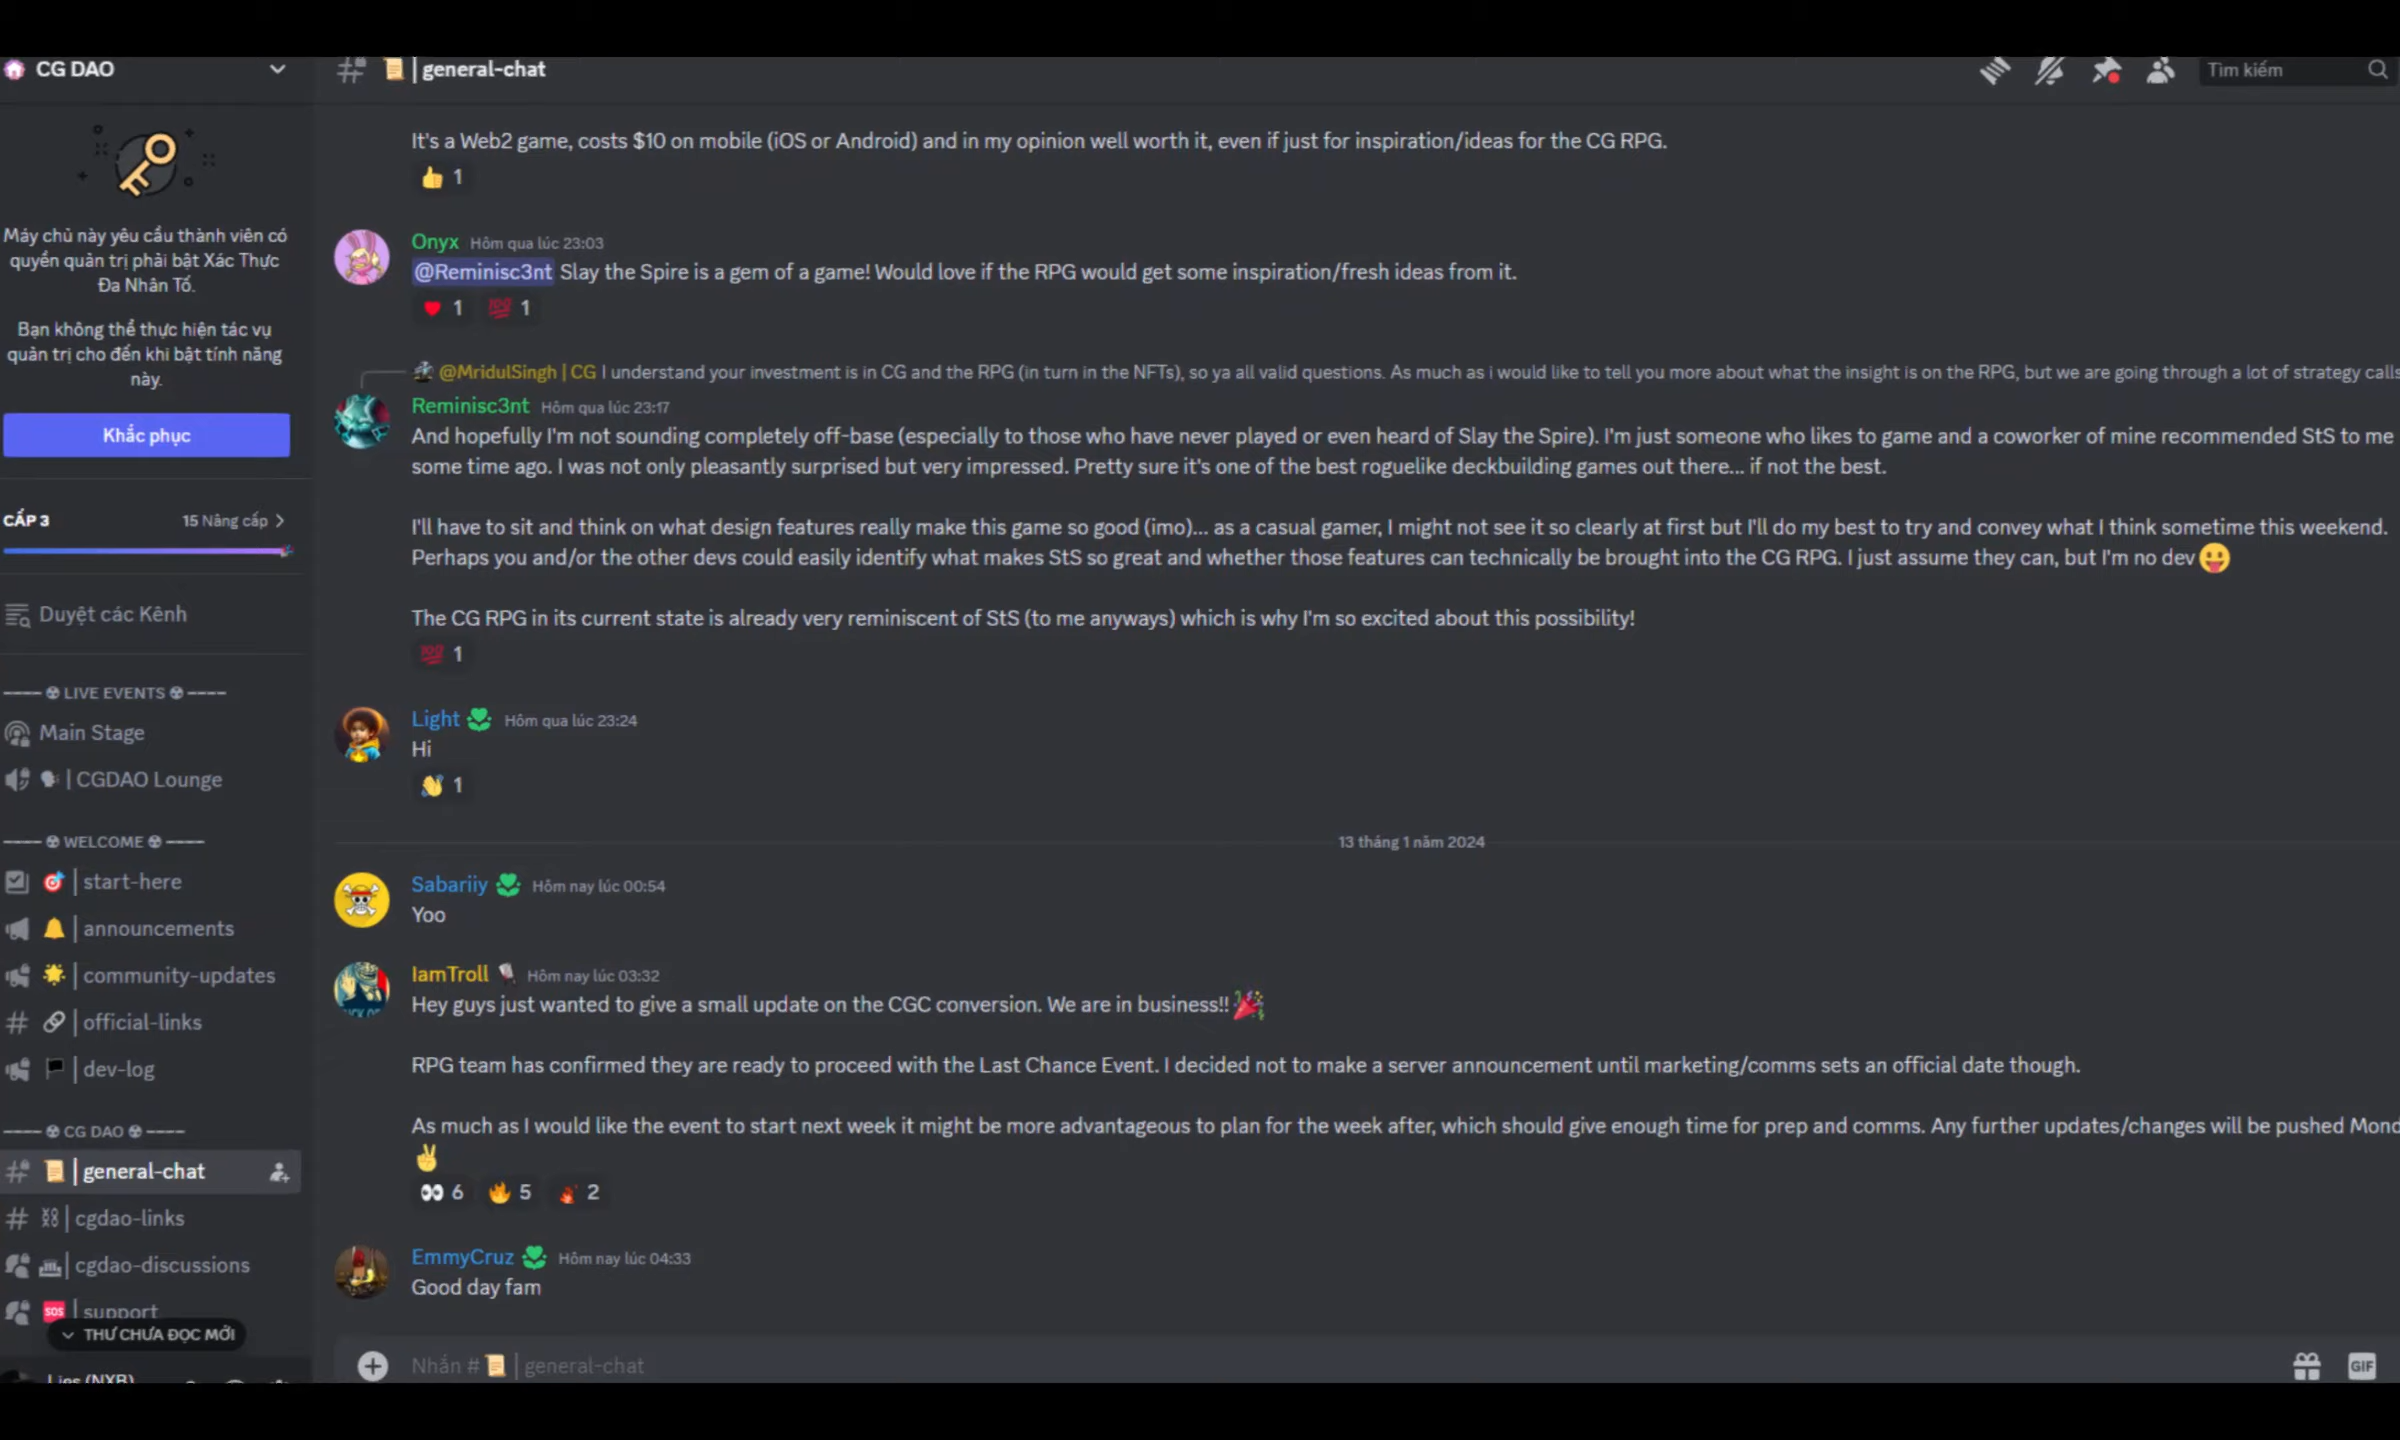 CG DAO
general-chat
Tìm kiếm
Máy chủ này yêu cầu thành viên có
quyền quản trị phải bật Xác Thực
Đa Nhân Tố.
Bạn không thể thực hiện tác vụ
quản trị cho đến khi bật tính năng
này.
Khắc phục
CẤP 3
15 Nâng cấp
Duyệt các Kênh
---- ☢ LIVE EVENTS ☢ ----
Main Stage
🗣 | CGDAO Lounge
---- ☢ WELCOME ☢ ----
🎯 | start-here
🔔 | announcements
🌟 | community-updates
🔗 | official-links
🏴 | dev-log
---- ☢ CG DAO ☢ ----
📜 | general-chat
⛓ | cgdao-links
| cgdao-discussions
🆘 | support
THƯ CHƯA ĐỌC MỚI
Lies (NXB)
It's a Web2 game, costs $10 on mobile (iOS or Android) and in my opinion well worth it, even if just for inspiration/ideas for the CG RPG.
👍 1
Onyx Hôm qua lúc 23:03
@Reminisc3nt Slay the Spire is a gem of a game! Would love if the RPG would get some inspiration/fresh ideas from it.
❤️ 1 💯 1
@MridulSingh | CG I understand your investment is in CG and the RPG (in turn in the NFTs), so ya all valid questions. As much as i would like to tell you more about what the insight is on the RPG, but we are going through a lot of strategy calls
Reminisc3nt Hôm qua lúc 23:17
And hopefully I'm not sounding completely off-base (especially to those who have never played or even heard of Slay the Spire). I'm just someone who likes to game and a coworker of mine recommended StS to me
some time ago. I was not only pleasantly surprised but very impressed. Pretty sure it's one of the best roguelike deckbuilding games out there... if not the best.
I'll have to sit and think on what design features really make this game so good (imo)... as a casual gamer, I might not see it so clearly at first but I'll do my best to try and convey what I think sometime this weekend.
Perhaps you and/or the other devs could easily identify what makes StS so great and whether those features can technically be brought into the CG RPG. I just assume they can, but I'm no dev 😛
The CG RPG in its current state is already very reminiscent of StS (to me anyways) which is why I'm so excited about this possibility!
💯 1
Light Hôm qua lúc 23:24
Hi
👋 1
13 tháng 1 năm 2024
Sabariiy Hôm nay lúc 00:54
Yoo
IamTroll Hôm nay lúc 03:32
Hey guys just wanted to give a small update on the CGC conversion. We are in business!! 🎉
RPG team has confirmed they are ready to proceed with the Last Chance Event. I decided not to make a server announcement until marketing/comms sets an official date though.
As much as I would like the event to start next week it might be more advantageous to plan for the week after, which should give enough time for prep and comms. Any further updates/changes will be pushed Mond
✌️
👀 6 🔥 5 2
EmmyCruz Hôm nay lúc 04:33
Good day fam
Nhắn #📜 | general-chat
GIF